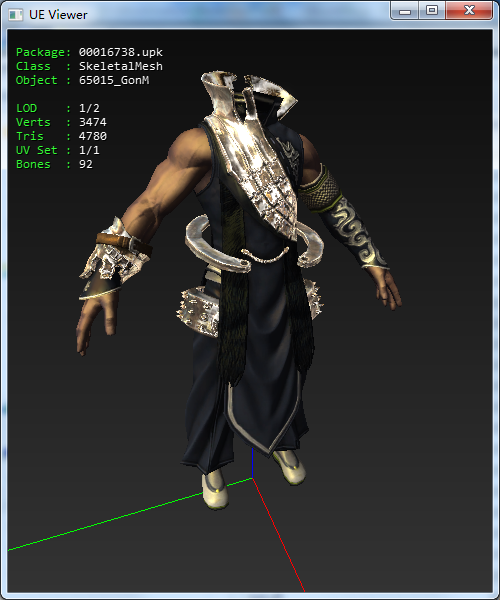 UE Viewer
Package: 00016738.upk
Class : SkeletalMesh
Object : 65015_GonM
LOD : 1/2
Verts : 3474
Tris : 4780
UV Set : 1/1
Bones : 92